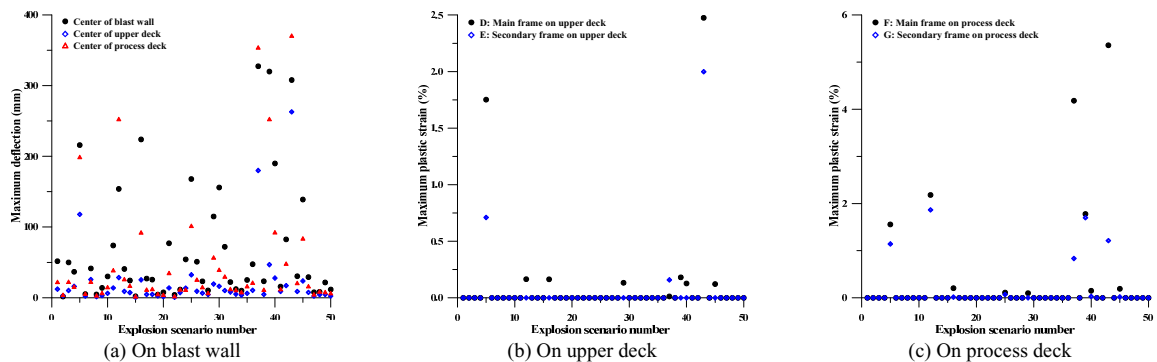 400
300
200
100
0
Maximum deflection (mm)
Center of blast wall
Center of upper deck
Center of process deck
0 10 20 30 40 50
Explosion scenario number
(a) On blast wall
2.5
2.0
1.5
1.0
0.5
0.0
Maximum plastic strain (%)
D: Main frame on upper deck
E: Secondary frame on upper deck
0 10 20 30 40 50
Explosion scenario number
(b) On upper deck
6
4
2
0
Maximum plastic strain (%)
F: Main frame on process deck
G: Secondary frame on process deck
0 10 20 30 40 50
Explosion scenario number
(c) On process deck